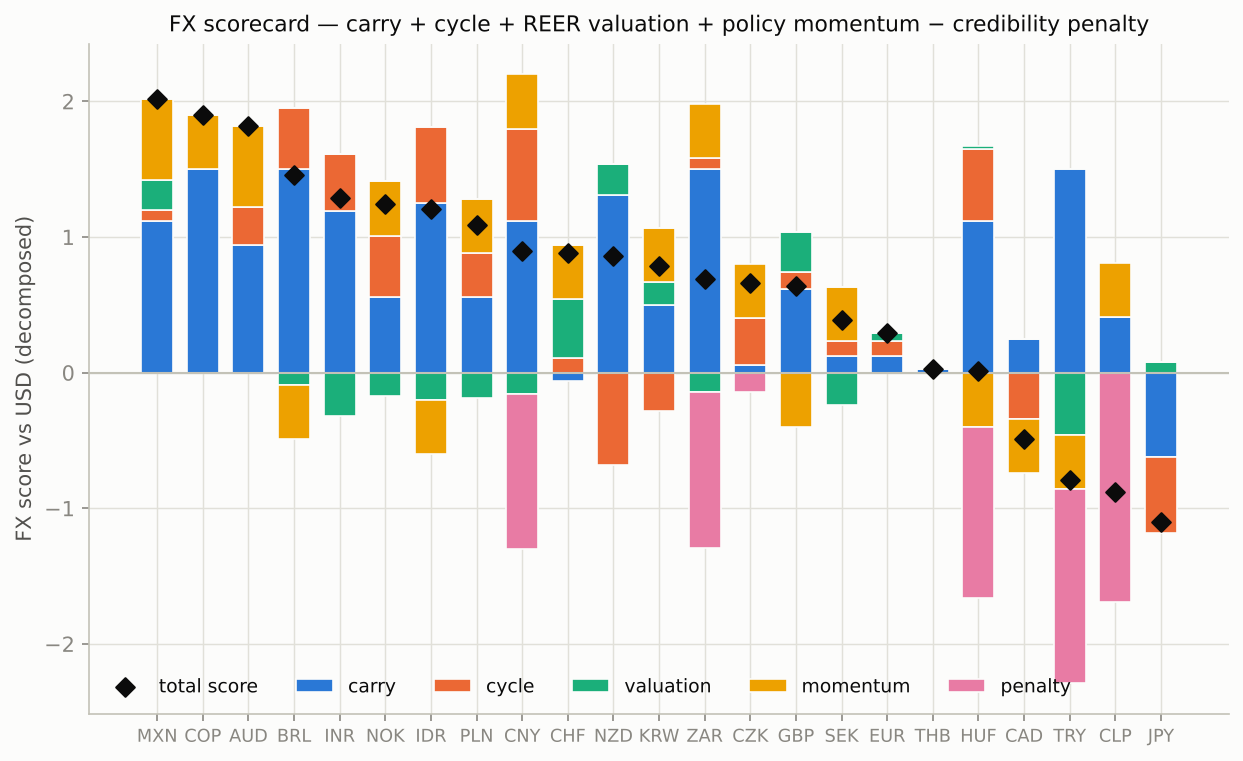 FX scorecard — carry + cycle + REER valuation + policy momentum − credibility penalty
FX score vs USD (decomposed)
2
1
0
−1
−2
total score carry cycle valuation momentum penalty
MXN COP AUD BRL INR NOK IDR PLN CNY CHF NZD KRW ZAR CZK GBP SEK EUR THB HUF CAD TRY CLP JPY